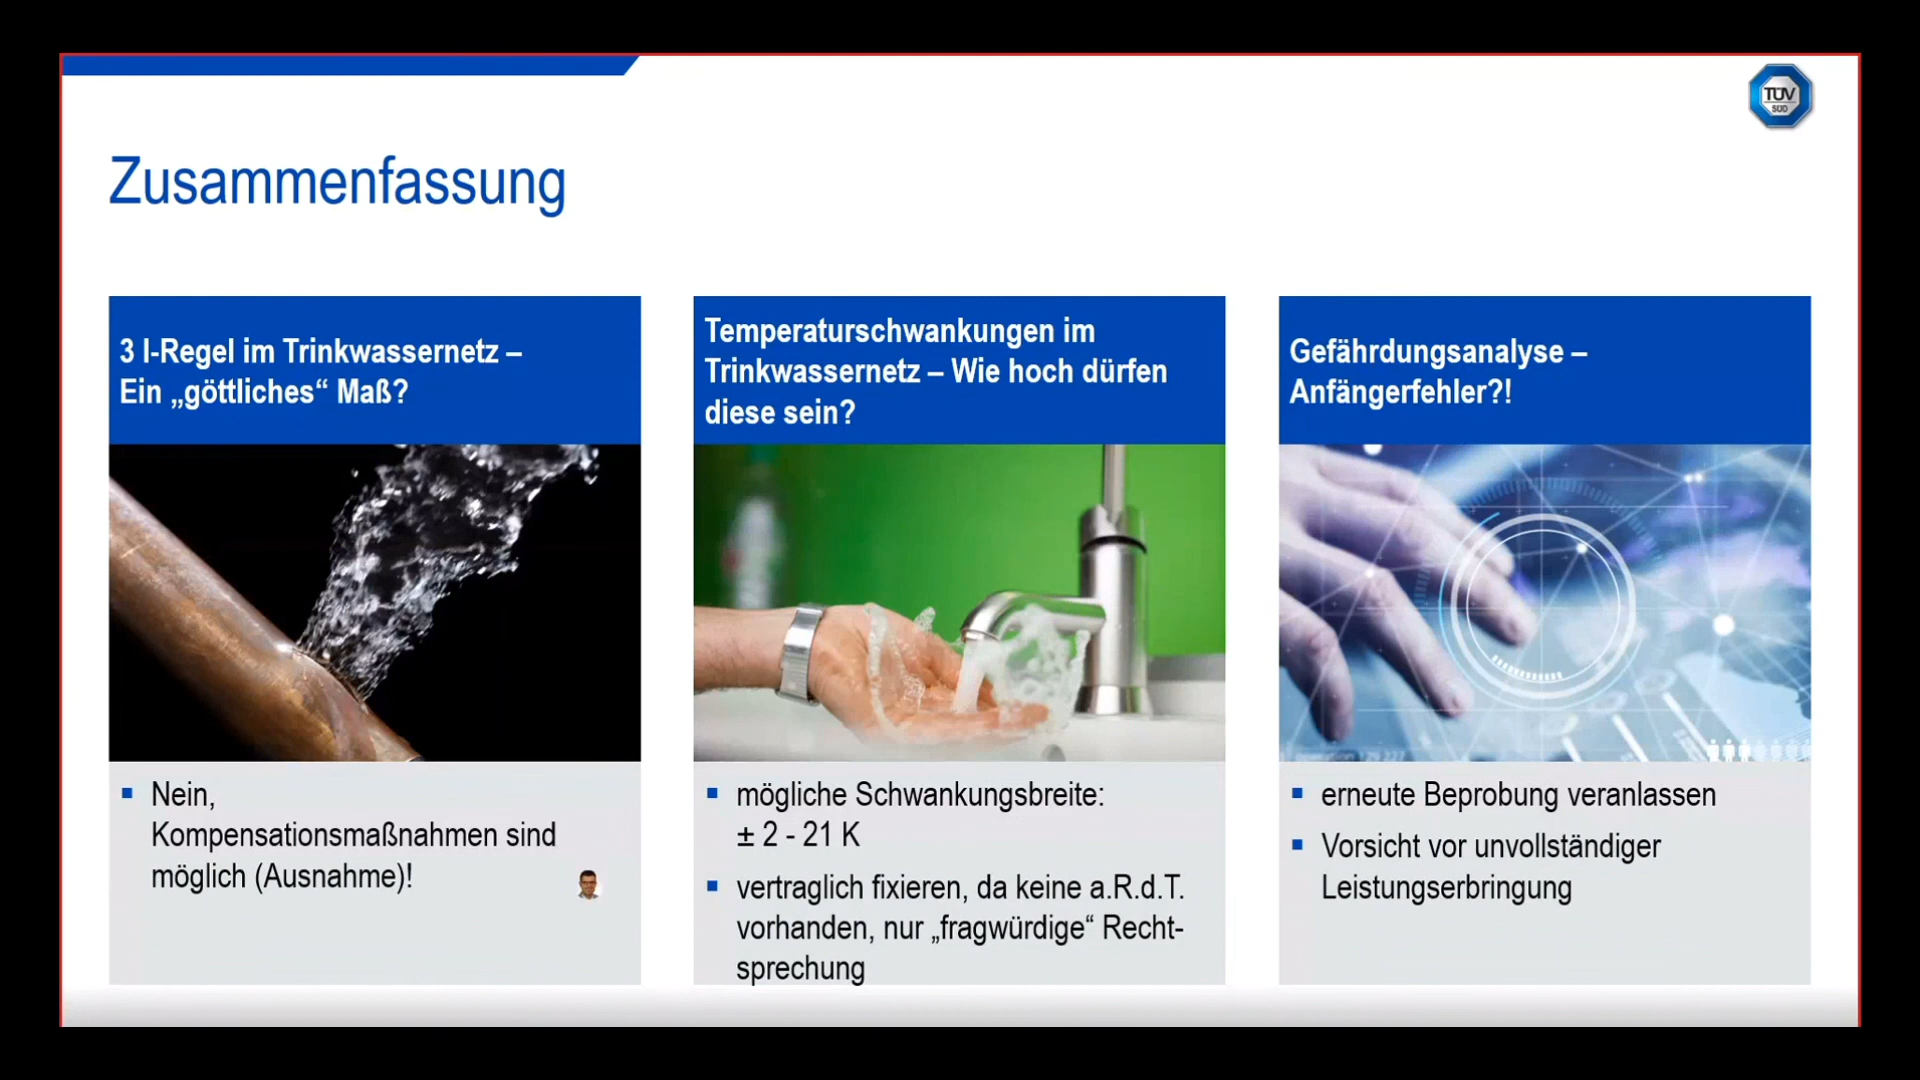 TÜV
SÜD
Zusammenfassung
3 l-Regel im Trinkwassernetz –
Ein „göttliches“ Maß?
Nein,
Kompensationsmaßnahmen sind
möglich (Ausnahme)!
Temperaturschwankungen im
Trinkwassernetz – Wie hoch dürfen
diese sein?
mögliche Schwankungsbreite:
± 2 - 21 K
vertraglich fixieren, da keine a.R.d.T.
vorhanden, nur „fragwürdige“ Recht-
sprechung
Gefährdungsanalyse –
Anfängerfehler?!
erneute Beprobung veranlassen
Vorsicht vor unvollständiger
Leistungserbringung